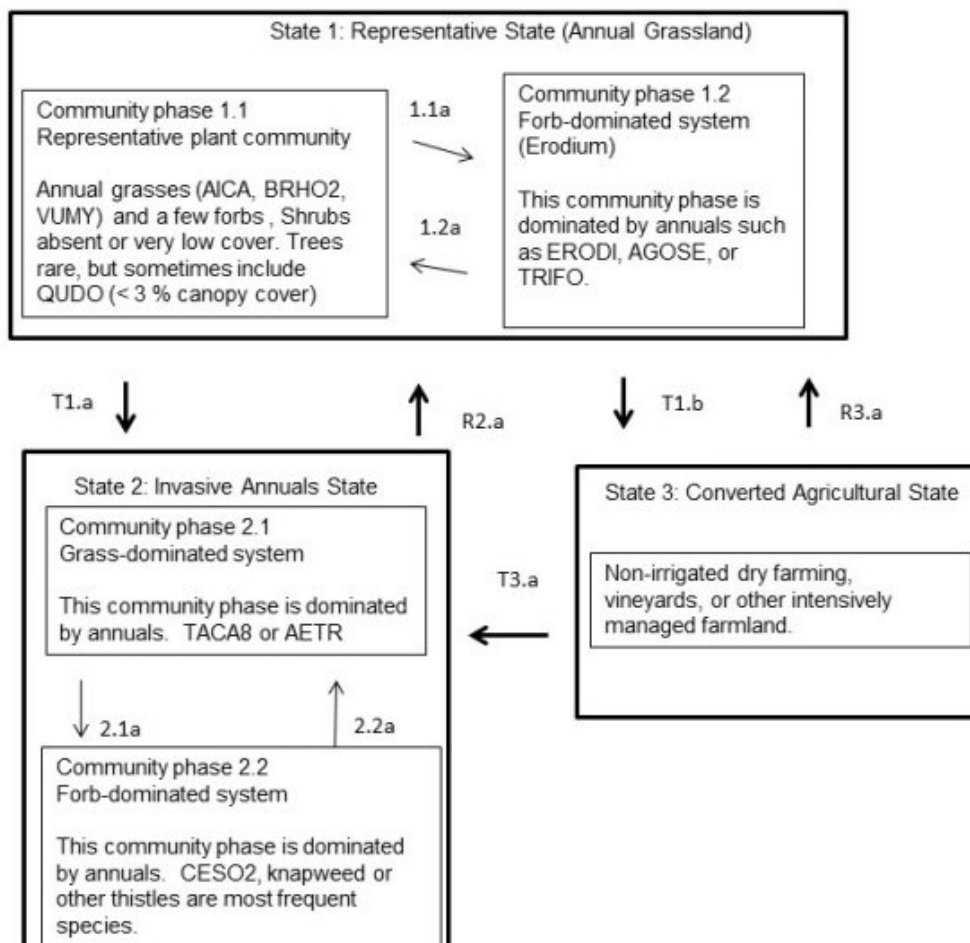 State 1: Representative State (Annual Grassland)
Community phase 1.1
Representative plant community
Annual grasses (AICA, BRHO2,
VUMY) and a few forbs , Shrubs
absent or very low cover. Trees
rare, but sometimes include
QUDO (< 3 % canopy cover)
1.1a
1.2a
Community phase 1.2
Forb-dominated system
(Erodium)
This community phase is
dominated by annuals such
as ERODI, AGOSE, or
TRIFO.
T1.a
R2.a
T1.b
R3.a
State 2: Invasive Annuals State
Community phase 2.1
Grass-dominated system
This community phase is dominated
by annuals. TACA8 or AETR
2.1a
2.2a
Community phase 2.2
Forb-dominated system
This community phase is dominated
by annuals. CESO2, knapweed or
other thistles are most frequent
species.
T3.a
State 3: Converted Agricultural State
Non-irrigated dry farming,
vineyards, or other intensively
managed farmland.